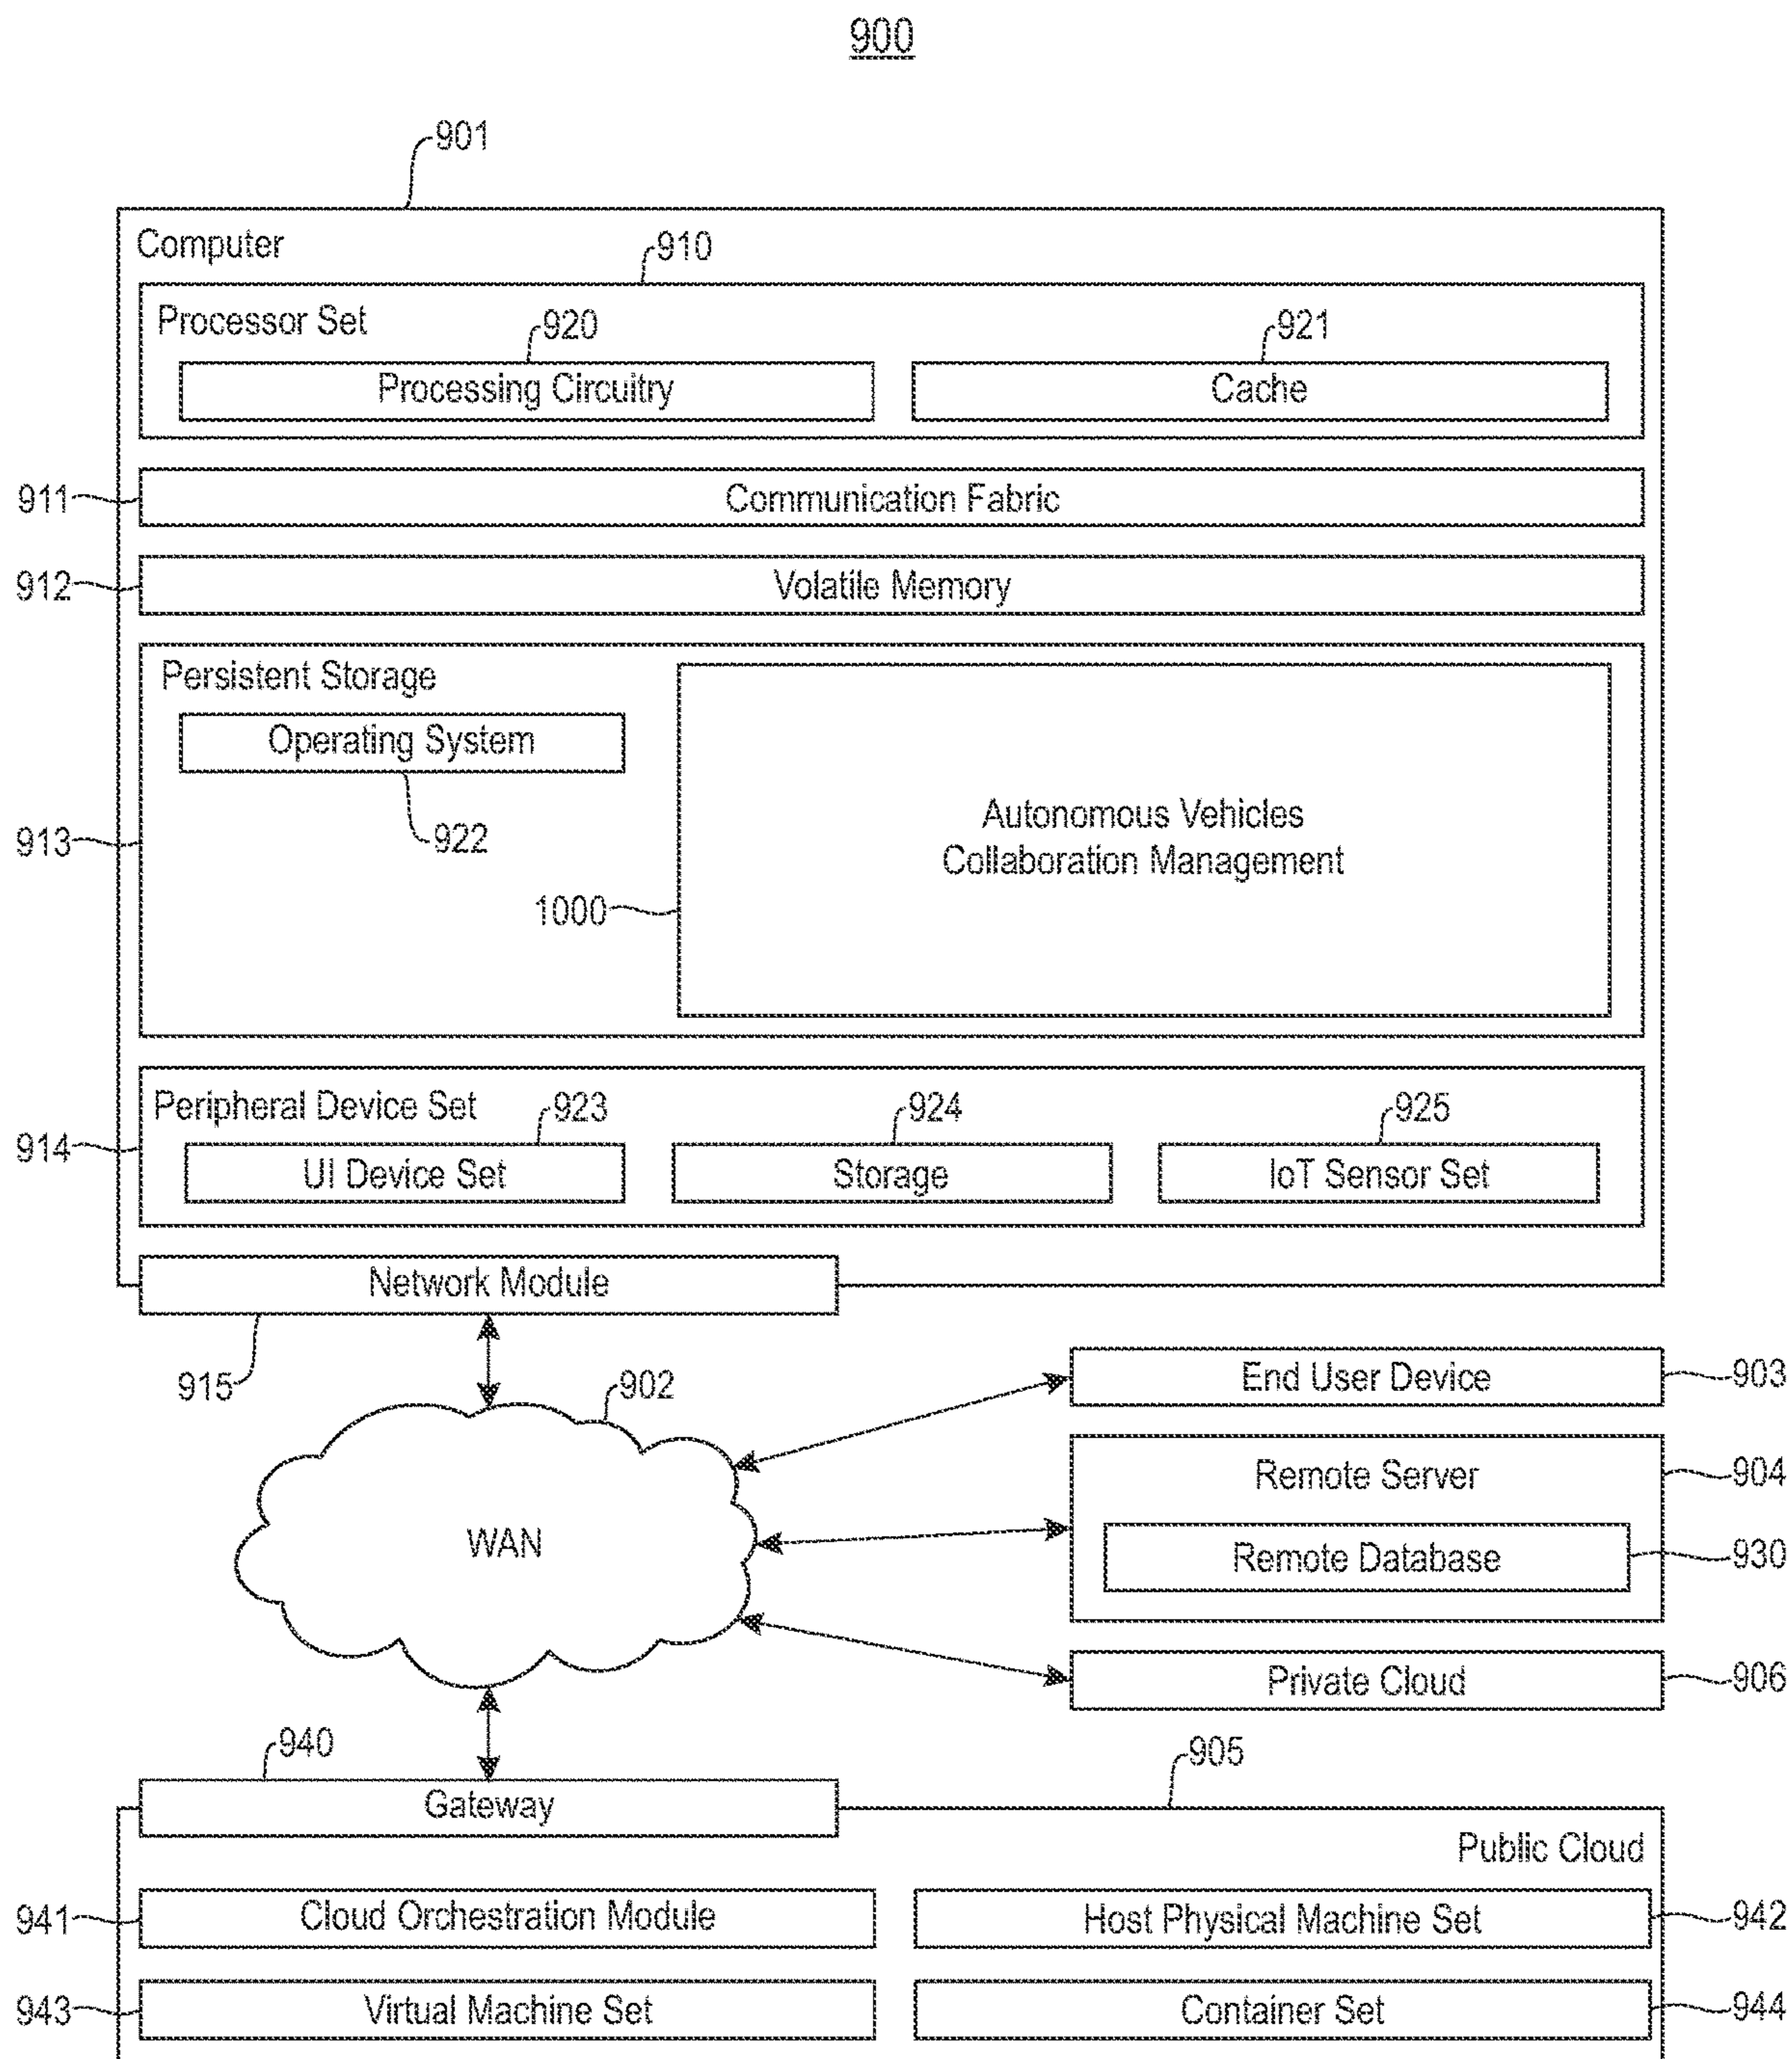 900
901
Computer
910
Processor Set
920
921
Processing Circuitry
Cache
911
Communication Fabric
912
Volatile Memory
Persistent Storage
Operating System
922
913
Autonomous Vehicles
Collaboration Management
1000
Peripheral Device Set
923
924
925
914
UI Device Set
Storage
IoT Sensor Set
Network Module
915
902
End User Device
903
Remote Server
904
WAN
Remote Database
930
Private Cloud
906
940
905
Gateway
Public Cloud
941
Cloud Orchestration Module
Host Physical Machine Set
942
943
Virtual Machine Set
Container Set
944